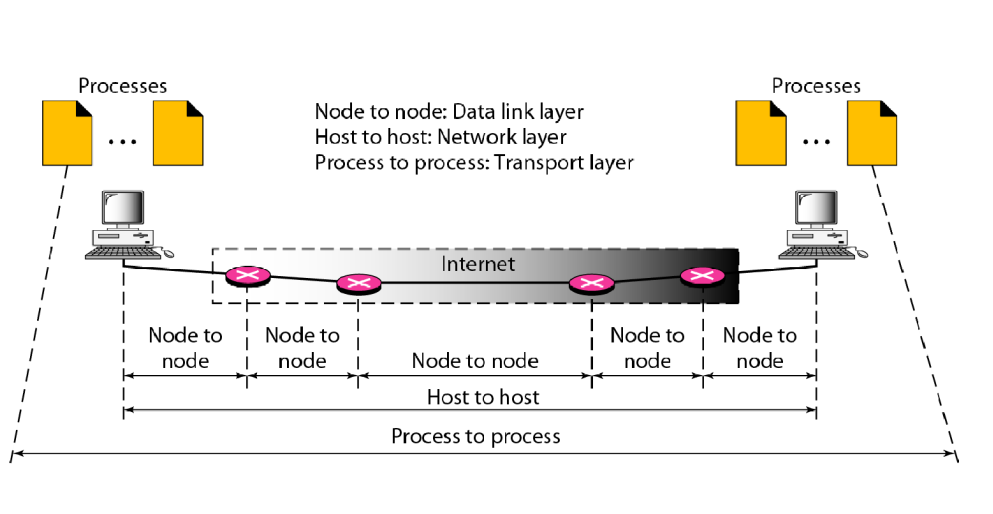 Processes
Processes
Node to node: Data link layer
Host to host: Network layer
Process to process: Transport layer
...
...
Internet
Node to
node
Node to
node
Node to node
Node to
node
Node to
node
Host to host
Process to process